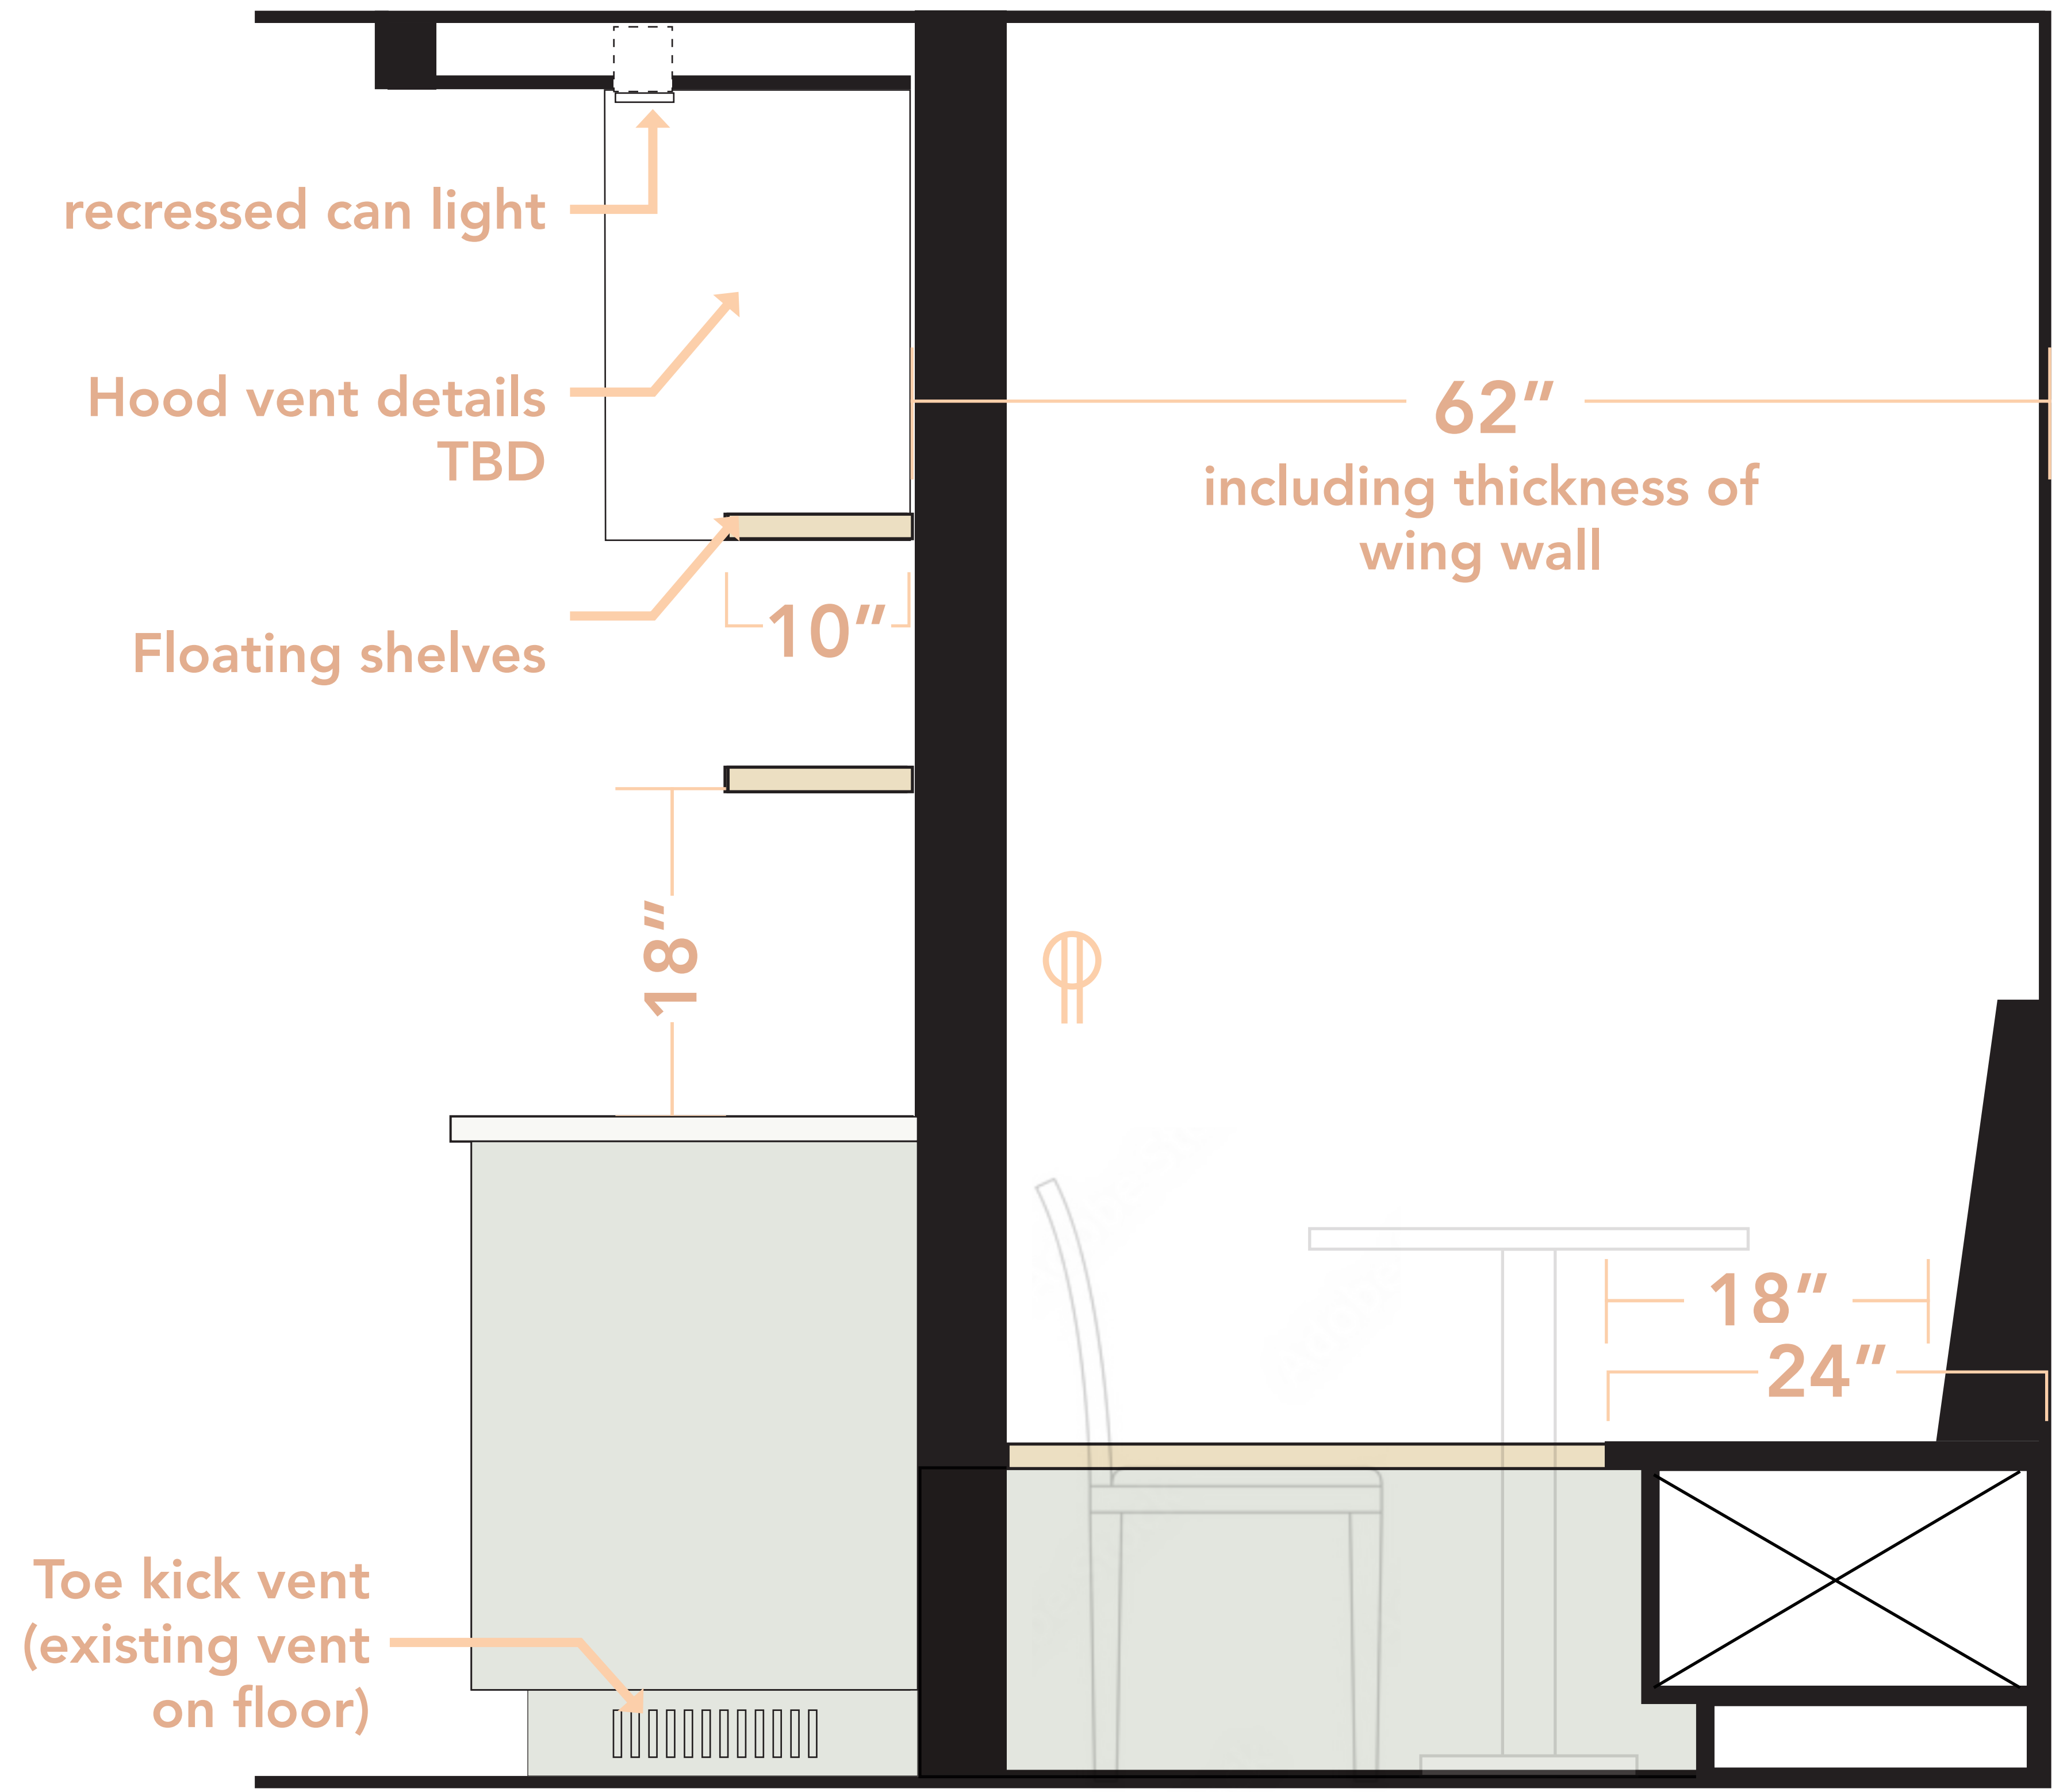 recressed can light
Hood vent details
TBD
62″
including thickness of
wing wall
Floating shelves
10″
18″
18″
24″
Toe kick vent
(existing vent
on floor)